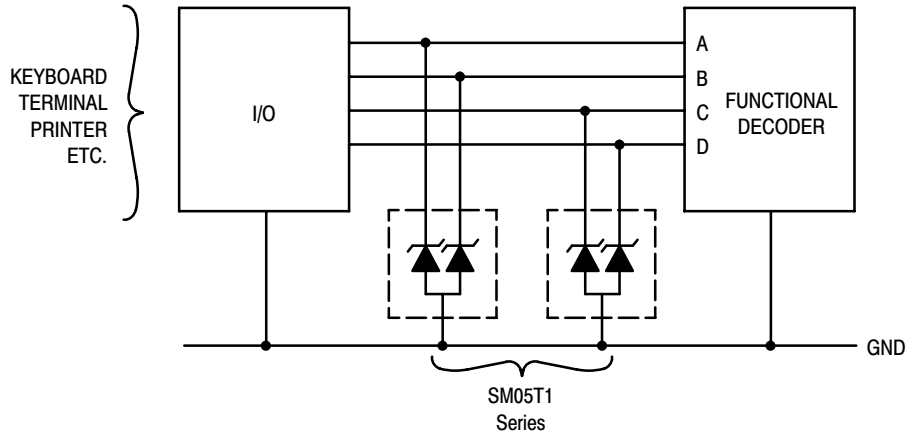 KEYBOARD
TERMINAL
PRINTER
ETC.
I/O
A
B
C
D
FUNCTIONAL
DECODER
GND
SM05T1
Series